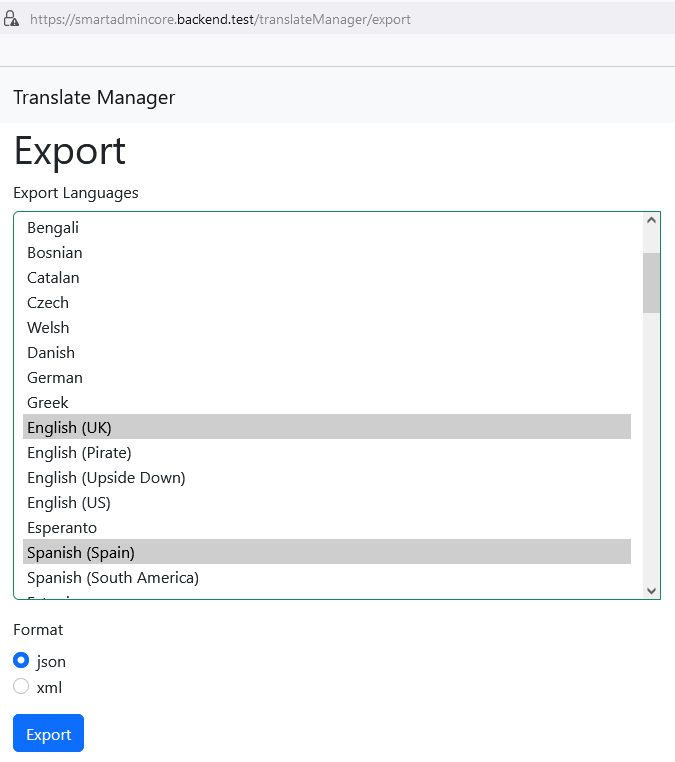 https://smartadmincore.backend.test/translateManager/export
Translate Manager
Export
Export Languages
Bengali
Bosnian
Catalan
Czech
Welsh
Danish
German
Greek
English (UK)
English (Pirate)
English (Upside Down)
English (US)
Esperanto
Spanish (Spain)
Spanish (South America)
Format
json
xml
Export